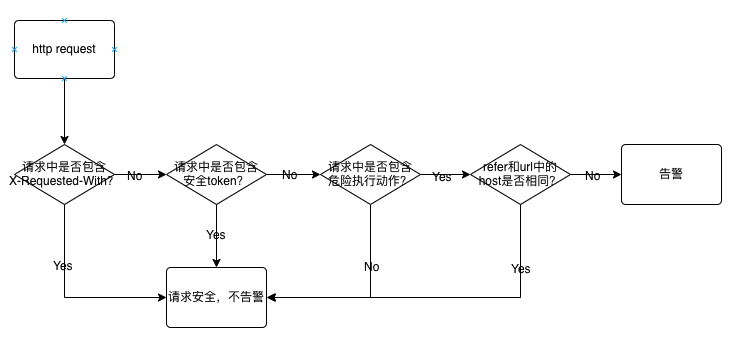 http request
请求中是否包含
X-Requested-With?
No
请求中是否包含
安全token?
No
请求中是否包含
危险执行动作?
Yes
refer和url中的
host是否相同?
No
告警
Yes
Yes
No
Yes
请求安全，不告警